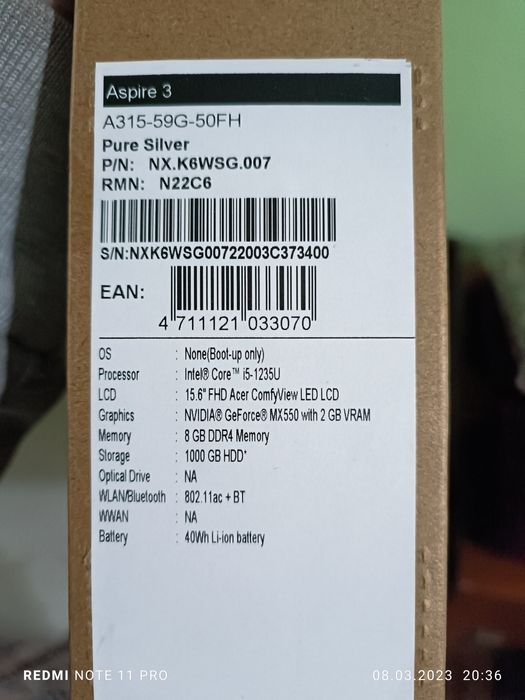 Aspire 3
A315-59G-50FH
Pure Silver
P/N: NX.K6WSG.007
RMN: N22C6
S/N:NXK6WSG00722003C373400
EAN:
4 711121 033070
OS : None(Boot-up only)
Processor : Intel® Core™ i5-1235U
LCD : 15.6" FHD Acer ComfyView LED LCD
Graphics : NVIDIA® GeForce® MX550 with 2 GB VRAM
Memory : 8 GB DDR4 Memory
Storage : 1000 GB HDD*
Optical Drive : NA
WLAN/Bluetooth : 802.11ac + BT
WWAN : NA
Battery : 40Wh Li-ion battery
REDMI NOTE 11 PRO
08.03.2023 20:36